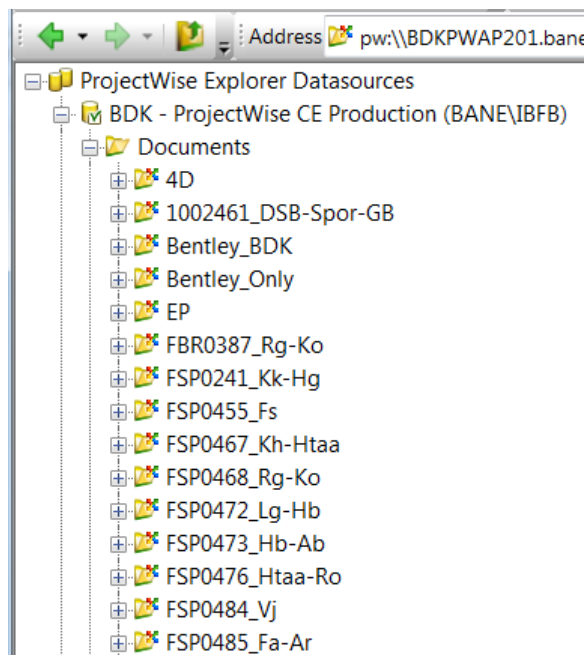 Address pw:\\BDKPWAP201.bane
ProjectWise Explorer Datasources
BDK - ProjectWise CE Production (BANE\IBFB)
Documents
4D
1002461_DSB-Spor-GB
Bentley_BDK
Bentley_Only
EP
FBR0387_Rg-Ko
FSP0241_Kk-Hg
FSP0455_Fs
FSP0467_Kh-Htaa
FSP0468_Rg-Ko
FSP0472_Lg-Hb
FSP0473_Hb-Ab
FSP0476_Htaa-Ro
FSP0484_Vj
FSP0485_Fa-Ar